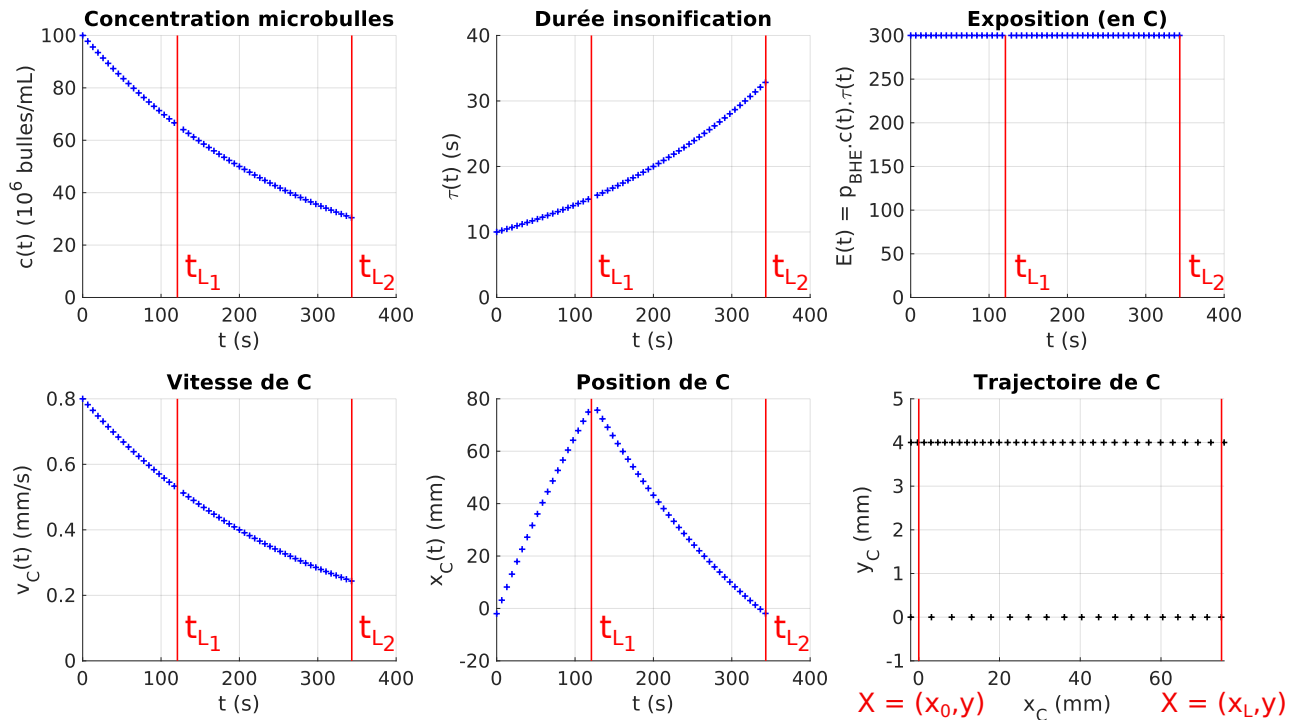 Concentration microbulles
c(t) (10⁶ bulles/mL)
100
80
60
40
20
0
t_L₁
t_L₂
0 100 200 300 400
t (s)
Durée insonification
τ(t) (s)
40
30
20
10
0
t_L₁
t_L₂
0 100 200 300 400
t (s)
Exposition (en C)
E(t) = p_BHE.c(t).τ(t)
300
250
200
150
100
50
0
t_L₁
t_L₂
0 100 200 300 400
t (s)
Vitesse de C
v_C(t) (mm/s)
0.8
0.6
0.4
0.2
0
t_L₁
t_L₂
0 100 200 300 400
t (s)
Position de C
x_C(t) (mm)
80
60
40
20
0
-20
t_L₁
t_L₂
0 100 200 300 400
t (s)
Trajectoire de C
y_C (mm)
5
4
3
2
1
0
-1
0 20 40 60
X = (x₀,y) x_C (mm) X = (x_L,y)